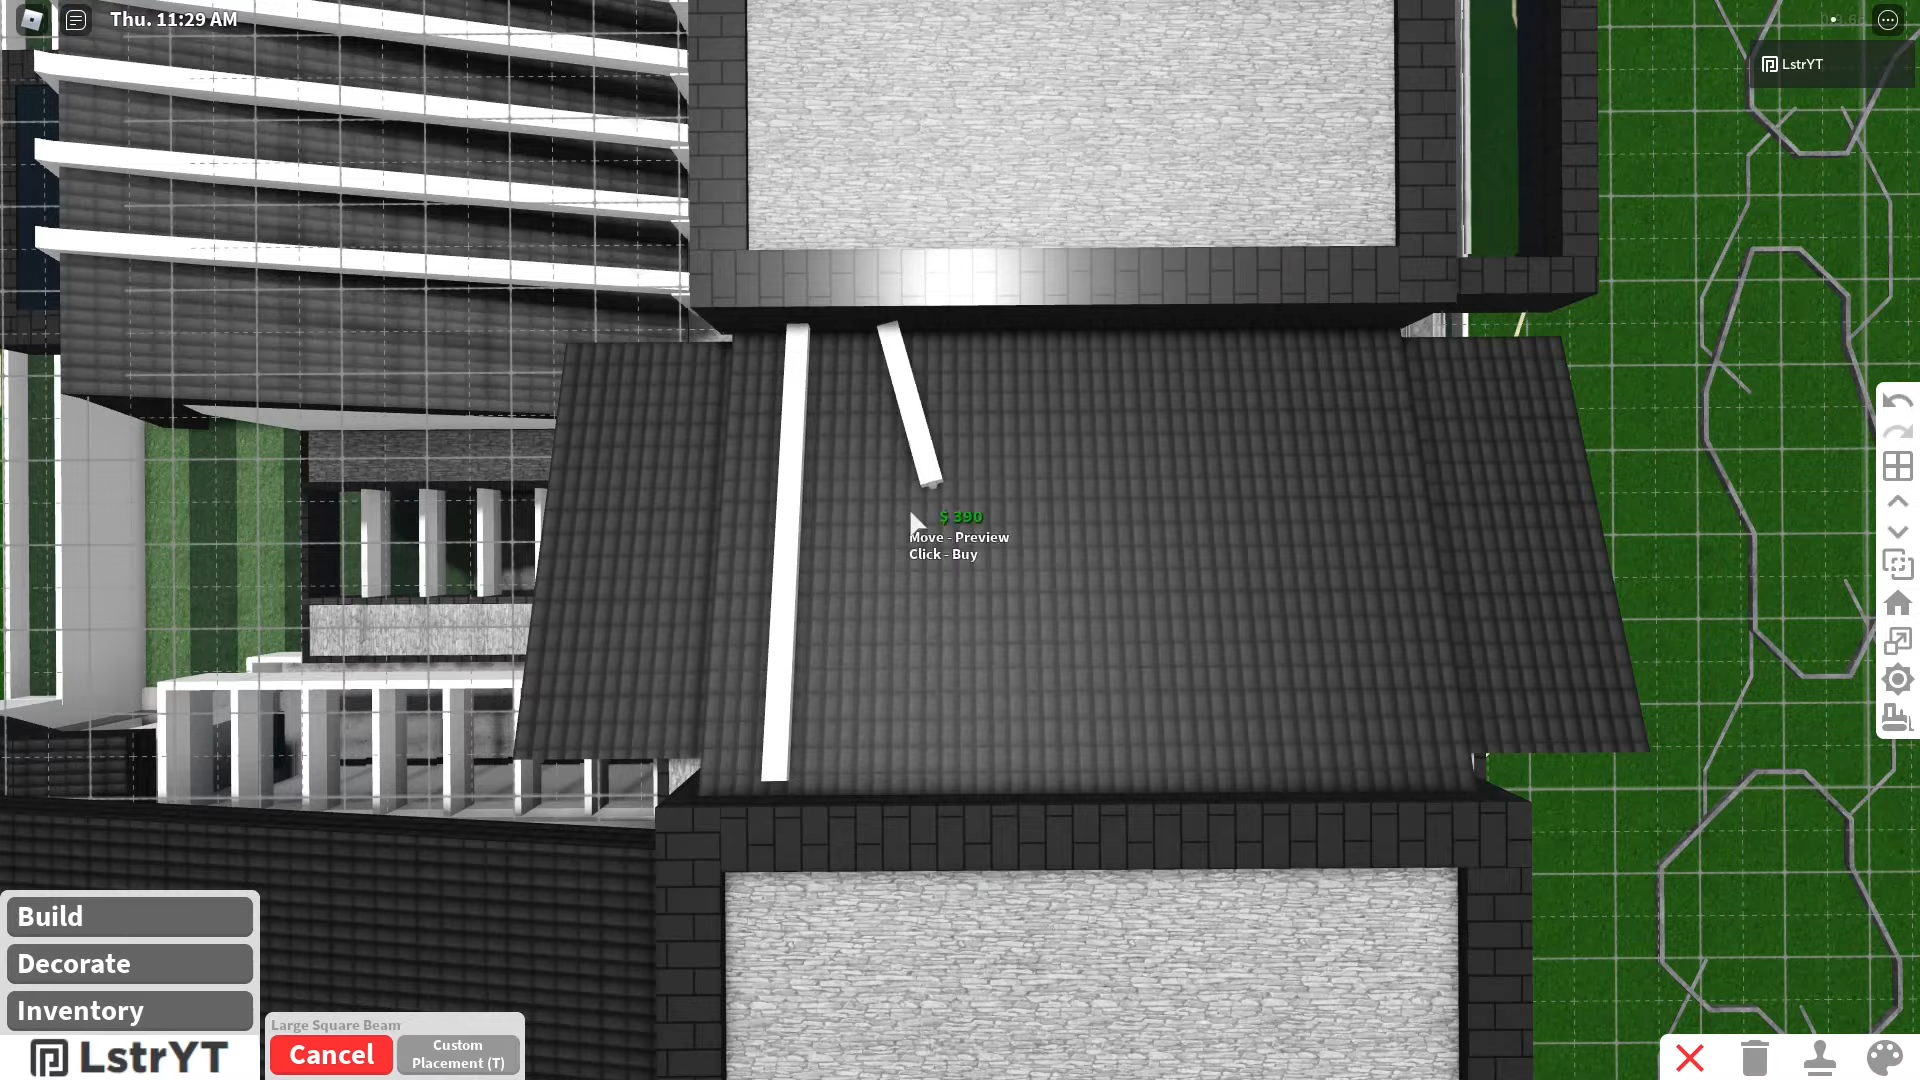 Thu. 11:29 AM
LstrYT
$ 390
Move - Preview
Click - Buy
Build
Decorate
Inventory
LstrYT
Large Square Beam
Cancel
Custom
Placement (T)